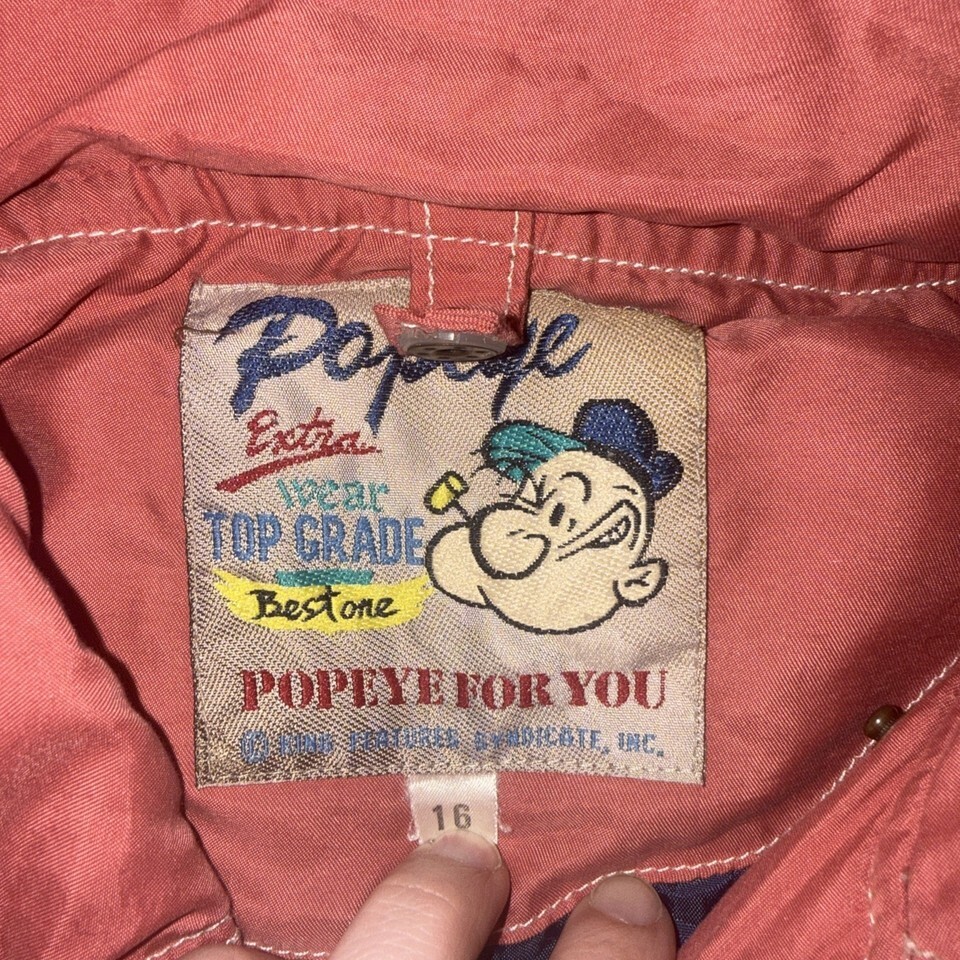 Popeye
Extra
wear
TOP GRADE
Best one
POPEYE FOR YOU
© KING FEATURES SYNDICATE, INC.
16